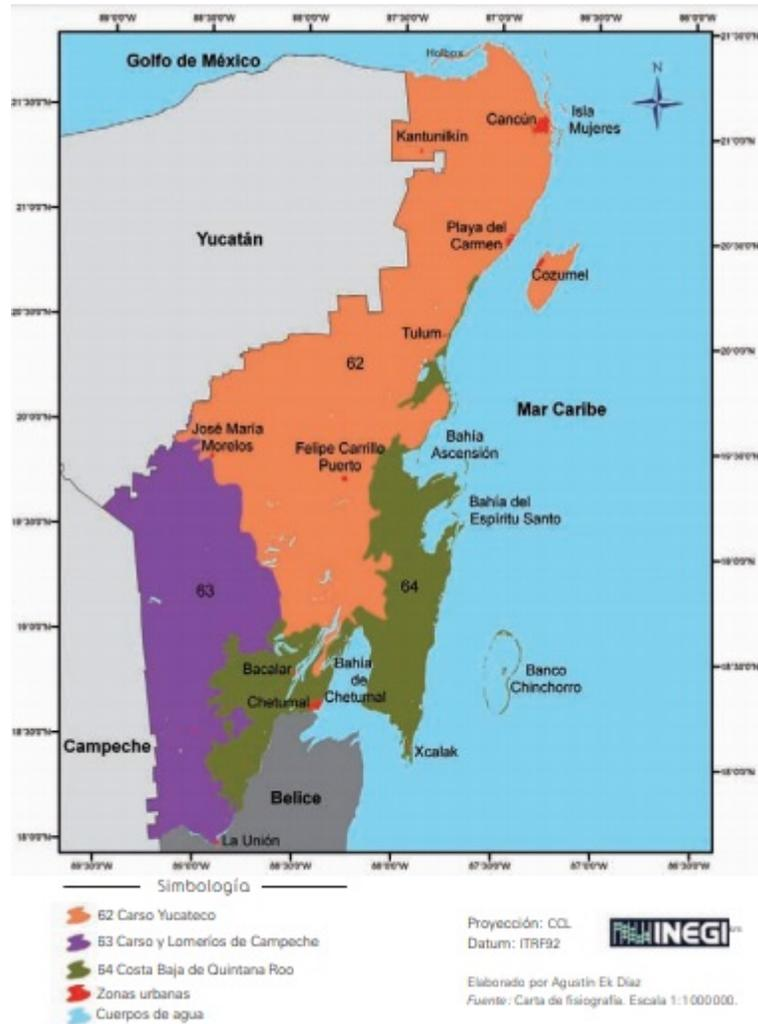 Golfo de México
Holbox
N
Cancún
Isla
Mujeres
Kantunilkín
Yucatán
Playa del
Carmen
Cozumel
Tulum
62
Mar Caribe
José María
Morelos
Felipe Carrillo
Puerto
Bahía
Ascensión
Bahía del
Espíritu Santo
63
64
Bacalar
Bahía
de
Chetumal
Chetumal
Banco
Chinchorro
Campeche
Xcalak
Belice
La Unión
Simbología
62 Carso Yucateco
63 Carso y Lomeríos de Campeche
64 Costa Baja de Quintana Roo
Zonas urbanas
Cuerpos de agua
Proyección: CCL
Datum: ITRF92
INEGI
Elaborado por Agustín Ek Díaz
Fuente: Carta de fisiografía. Escala 1:1 000 000.